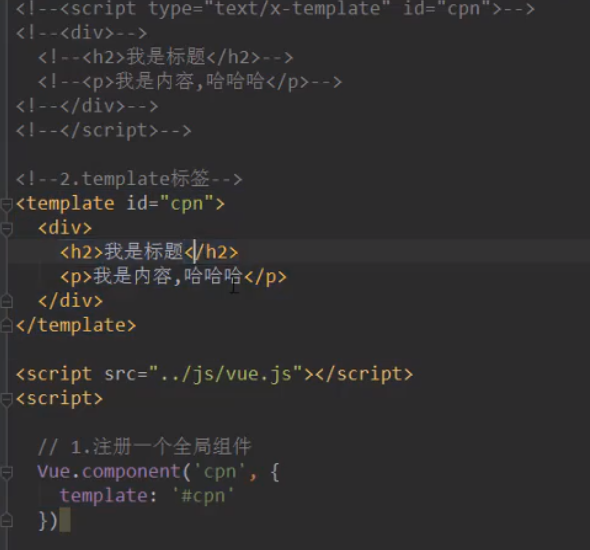 <!--<script type="text/x-template" id="cpn">-->
<!--<div>-->
<!--<h2>我是标题</h2>-->
<!--<p>我是内容,哈哈哈</p>-->
<!--</div>-->
<!--</script>-->
<!--2.template标签-->
<template id="cpn">
<div>
<h2>我是标题</h2>
<p>我是内容,哈哈哈</p>
</div>
</template>
<script src="../js/vue.js"></script>
<script>
// 1.注册一个全局组件
Vue.component('cpn', {
template: '#cpn'
})